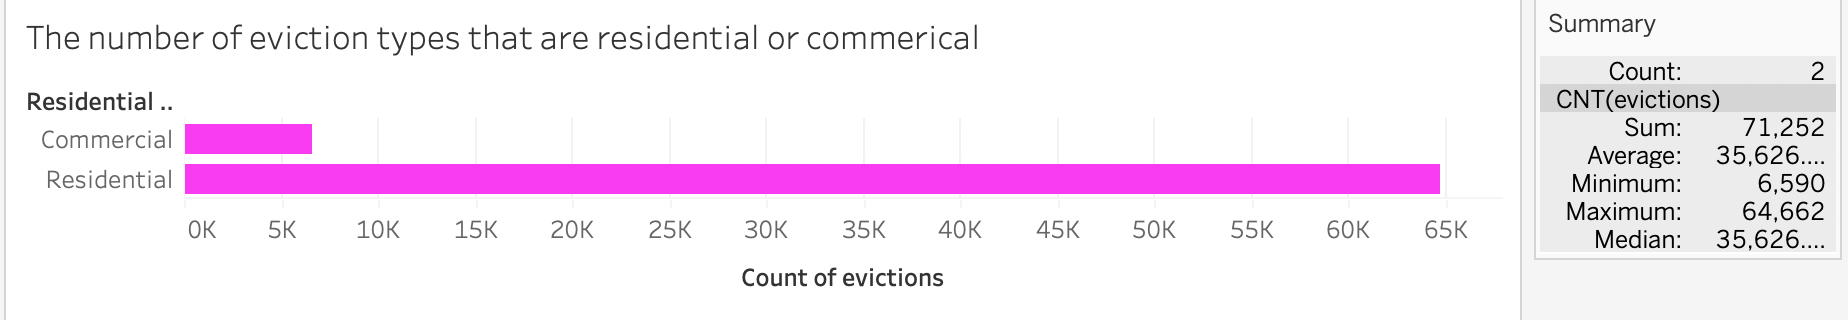 The number of eviction types that are residential or commerical
Residential ..
Commercial
Residential
0K 5K 10K 15K 20K 25K 30K 35K 40K 45K 50K 55K 60K 65K
Count of evictions
Summary
Count: 2
CNT(evictions)
Sum: 71,252
Average: 35,626....
Minimum: 6,590
Maximum: 64,662
Median: 35,626....